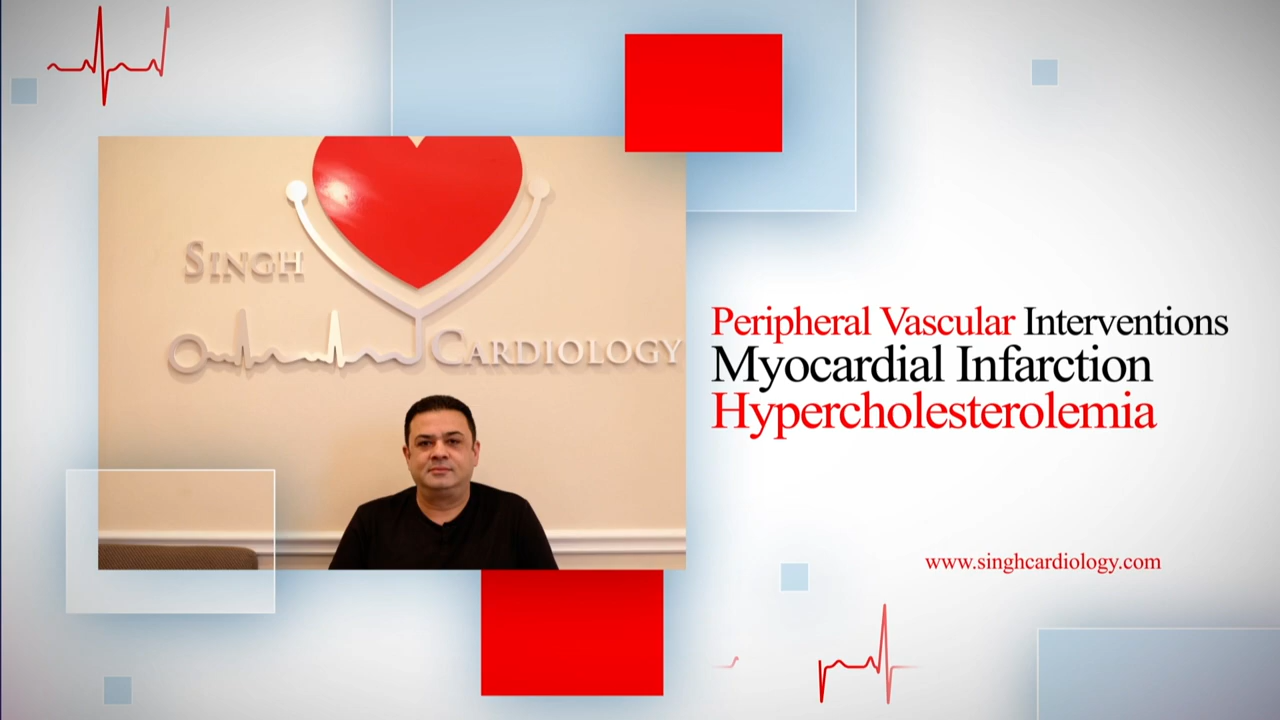 SINGH
CARDIOLOGY
Peripheral Vascular Interventions
Myocardial Infarction
Hypercholesterolemia
www.singhcardiology.com